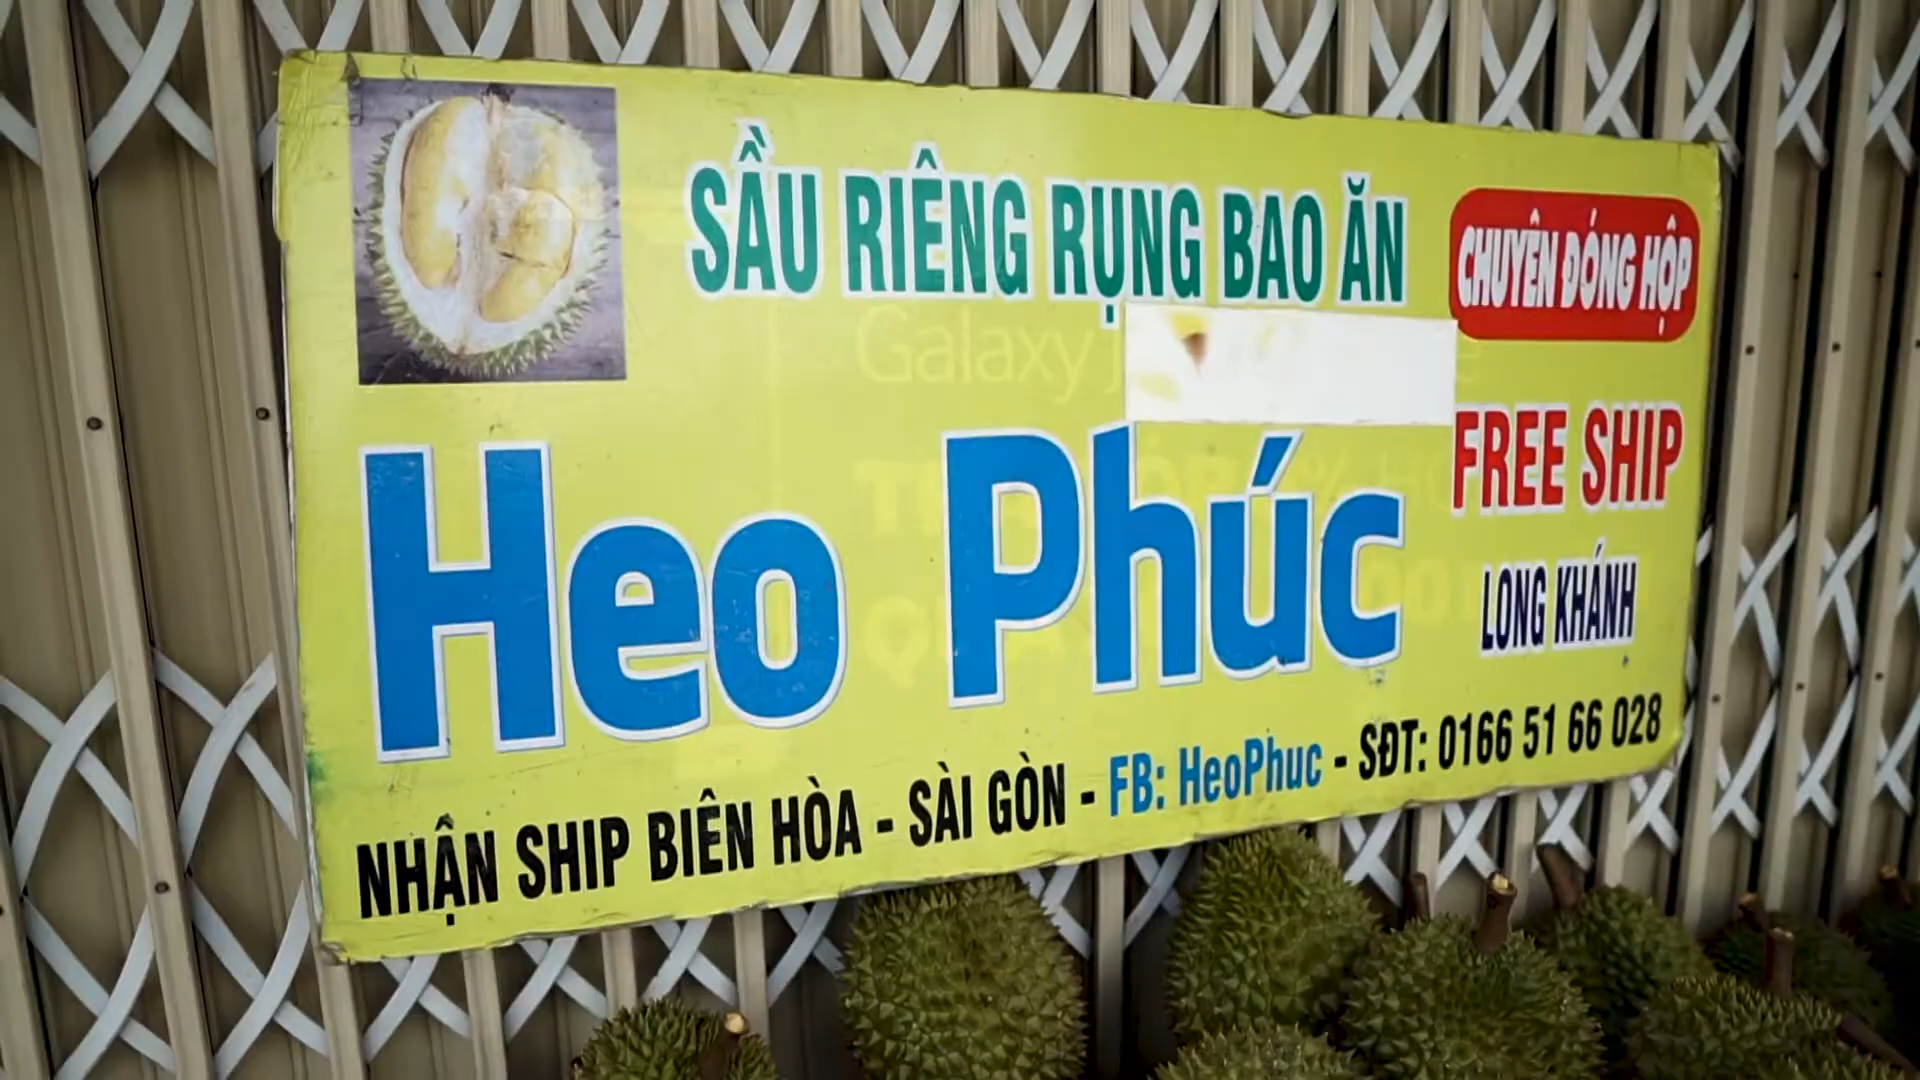 SẦU RIÊNG RỤNG BAO ĂN
CHUYÊN ĐÓNG HỘP
Galaxy J
Heo Phúc
FREE SHIP
LONG KHÁNH
NHẬN SHIP BIÊN HÒA - SÀI GÒN - FB: HeoPhuc - SĐT: 0166 51 66 028